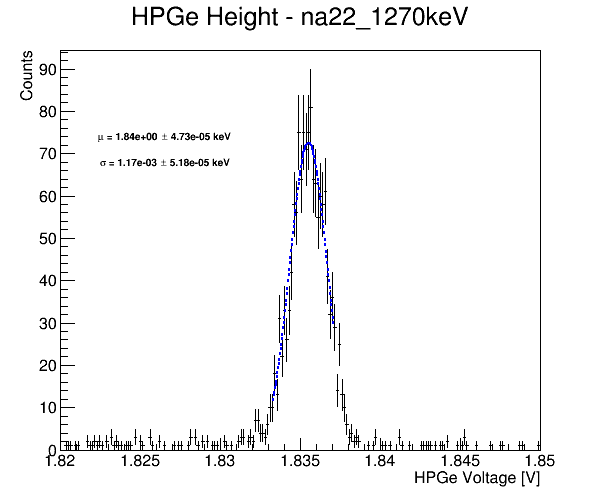 HPGe Height - na22_1270keV
Counts
90
80
70
60
50
40
30
20
10
0
μ = 1.84e+00 ± 4.73e-05 keV
σ = 1.17e-03 ± 5.18e-05 keV
1.82 1.825 1.83 1.835 1.84 1.845 1.85
HPGe Voltage [V]